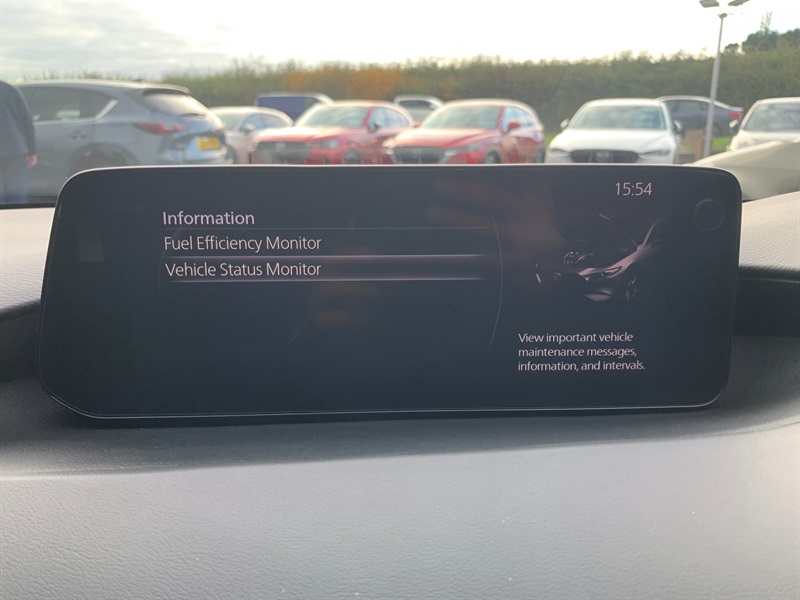 15:54
Information
Fuel Efficiency Monitor
Vehicle Status Monitor
View important vehicle
maintenance messages,
information, and intervals.